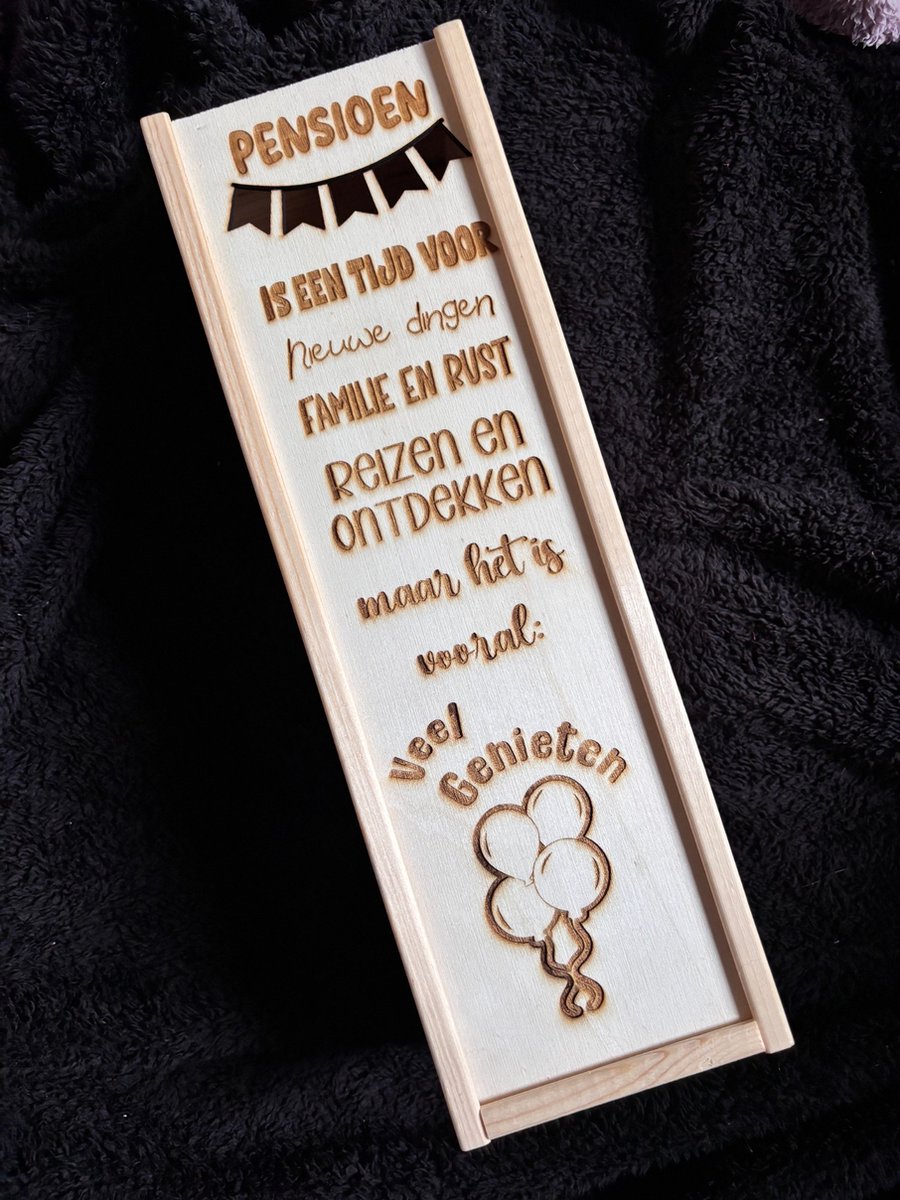 PENSIOEN
IS EEN TIJD VOOR
nieuwe dingen
FAMILIE EN RUST
REIZEN EN
ONTDEKKEN
maar het is
vooral:
Veel
Genieten